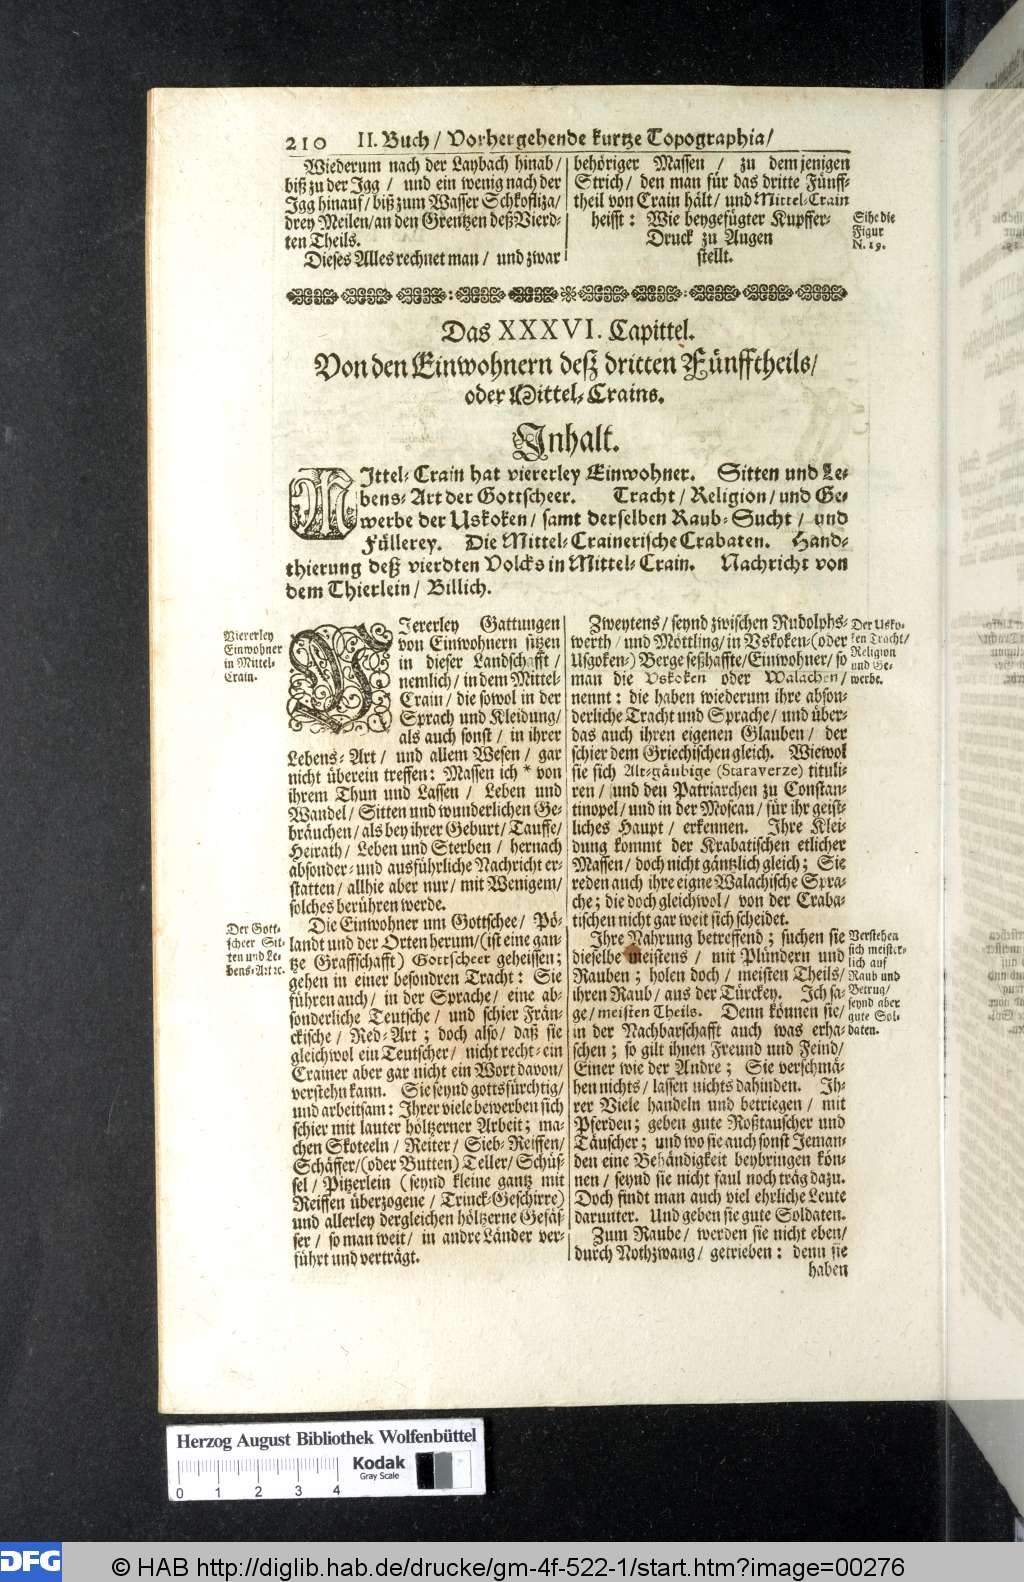 210 II. Buch / Vorhergehende kurtze Topographia /
Wiederum nach der Laybach hinab /
biß zu der Igg / und ein wenig nach der
Igg hinauf / biß zum Wasser Schkofliza /
drey Meilen / an den Grentzen deß Vierd-
ten Theils.
Dieses Alles rechnet man / und zwar
behöriger Massen / zu demjenigen
Strich / den man für das dritte Fünff-
theil von Crain hält / und Mittel-Crain
heisst: Wie beygefügter Kupffer-
Druck zu Augen
stellt.
Sihe die
Figur
N. 19.
Das XXXVI. Capittel.
Von den Einwohnern deß dritten Fünfftheils /
oder Mittel-Crains.
Inhalt.
MIttel-Crain hat viererley Einwohner. Sitten und Le-
bens-Art der Gottscheer. Tracht / Religion / und Ge-
werbe der Uskoken / samt derselben Raub-Sucht / und
Füllerey. Die Mittel-Crainerische Crabaten. Hand-
thierung deß vierdten Volcks in Mittel-Crain. Nachricht von
dem Thierlein / Billich.
Viererley
Einwohner
in Mittel-
Crain.
VIererley Gattungen
von Einwohnern sitzen
in dieser Landschafft /
nemlich / in dem Mittel-
Crain / die sowol in der
Sprach und Kleidung /
als auch sonst / in ihrer
Lebens-Art / und allem Wesen / gar
nicht überein treffen: Massen ich * von
ihrem Thun und Lassen / Leben und
Wandel / Sitten und wunderlichen Ge-
bräuchen / als bey ihrer Geburt / Tauffe /
Heirath / Leben und Sterben / hernach
absonder- und ausführliche Nachricht er-
statten / allhie aber nur / mit Wenigem /
solches berühren werde.
Der Gott-
scheer Sit-
ten und Le-
bens-Art ꝛc.
Die Einwohner um Gottschee / Pö-
landt und der Orten herum / (ist eine gan-
tze Graffschafft) Gottscheer geheissen;
gehen in einer besondren Tracht: Sie
führen auch / in der Sprache / eine ab-
sonderliche Teutsche / und schier Frän-
ckische / Red-Art; doch also / daß sie
gleichwol ein Teutscher / nicht recht-ein
Crainer aber gar nicht ein Wort davon /
verstehn kann. Sie seynd gottsfürchtig /
und arbeitsam: Ihrer viele bewerben sich
schier mit lauter höltzerner Arbeit; ma-
chen Skoteeln / Reiter / Sieb-Reiffen /
Schäffer / (oder Butten) Teller / Schüs-
sel / Pitzerlein (seynd kleine gantz mit
Reiffen überzogene / Trinck-Geschirre)
und allerley dergleichen höltzerne Gefäs-
ser / so man weit / in andre Länder ver-
führt und verträgt.
Zweytens / seynd zwischen Rudolphs-
werth / und Möttling / in Uskoken- (oder
Usgoken-) Berge seßhaffte / Einwohner / so
man die Uskoken oder Walachen /
nennt: die haben wiederum ihre abson-
derliche Tracht und Sprache / und über-
das auch ihren eigenen Glauben / der
schier dem Griechischen gleich. Wiewol
sie sich Alt-gäubige (Staraverze) tituli-
ren / und den Patriarchen zu Constan-
tinopel / und in der Moscau / für ihr geist-
liches Haupt / erkennen. Ihre Klei-
dung kommt der Krabatischen etlicher
Massen / doch nicht gäntzlich gleich; Sie
reden auch ihre eigne Walachische Spra-
che; die doch gleichwol / von der Craba-
tischen nicht gar weit sich scheidet.
Der Usko-
ken Tracht /
Religion
und Ge-
werbe.
Ihre Nahrung betreffend; suchen sie
dieselbe meistens / mit Plündern und
Rauben; holen doch / meisten Theils /
ihren Raub / aus der Türckey. Ich sa-
ge / meisten Theils. Denn können sie /
in der Nachbarschafft auch was erha-
schen; so gilt ihnen Freund und Feind /
Einer wie der Andre; Sie verschmä-
hen nichts / lassen nichts dahinden. Ih-
rer Viele handeln und betriegen / mit
Pferden; geben gute Roßtauscher und
Täuscher; und wo sie auch sonst Jeman-
den eine Behändigkeit beybringen kön-
nen / seynd sie nicht faul noch träg dazu.
Doch findt man auch viel ehrliche Leute
darunter. Und geben sie gute Soldaten.
Verstehen
sich meister-
lich auf
Raub und
Betrug /
seynd aber
gute Sol-
daten.
Zum Raube / werden sie nicht eben /
durch Nothzwang / getrieben: denn sie
haben
Herzog August Bibliothek Wolfenbüttel
Kodak
Gray Scale
0 1 2 3 4
DFG © HAB http://diglib.hab.de/drucke/gm-4f-522-1/start.htm?image=00276